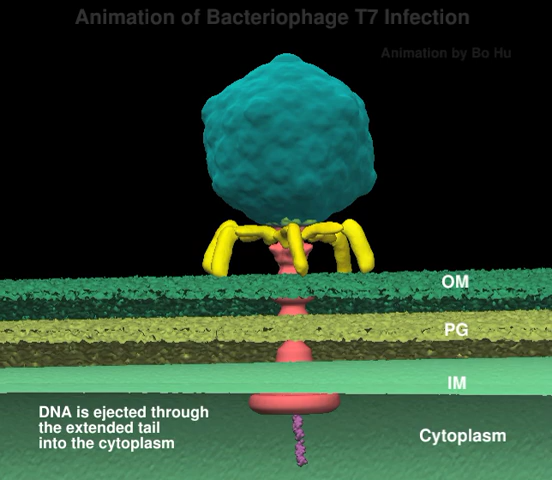 Animation of Bacteriophage T7 Infection
Animation by Bo Hu
OM
PG
IM
DNA is ejected through
the extended tail
into the cytoplasm
Cytoplasm